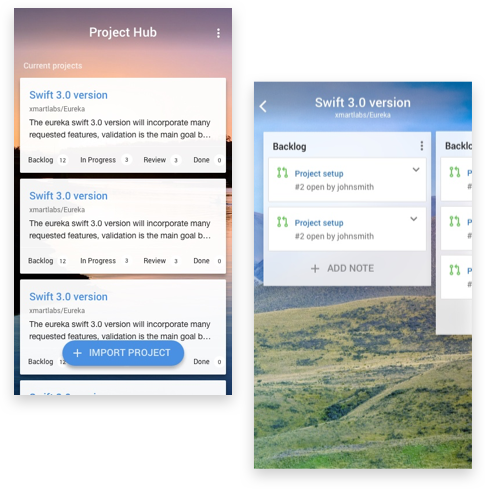 Project Hub
Current projects
Swift 3.0 version
xmartlabs/Eureka
The eureka swift 3.0 version will incorporate many
requested features, validation is the main goal b...
Backlog 12 In Progress 3 Review 3 Done 0
Swift 3.0 version
xmartlabs/Eureka
The eureka swift 3.0 version will incorporate many
requested features, validation is the main goal b...
Backlog 12 In Progress 3 Review 3 Done 0
Swift 3.0 version
xmartlabs/Eureka
The eureka swift 3.0 version will incorporate many
requested features, validation is the main goal b...
Backlog 12 Done 0
+ IMPORT PROJECT
Swift 3.0 version
xmartlabs/Eureka
Backlog
Project setup
#2 open by johnsmith
Project setup
#2 open by johnsmith
+ ADD NOTE
Backlo
P
#
P
#
P
#